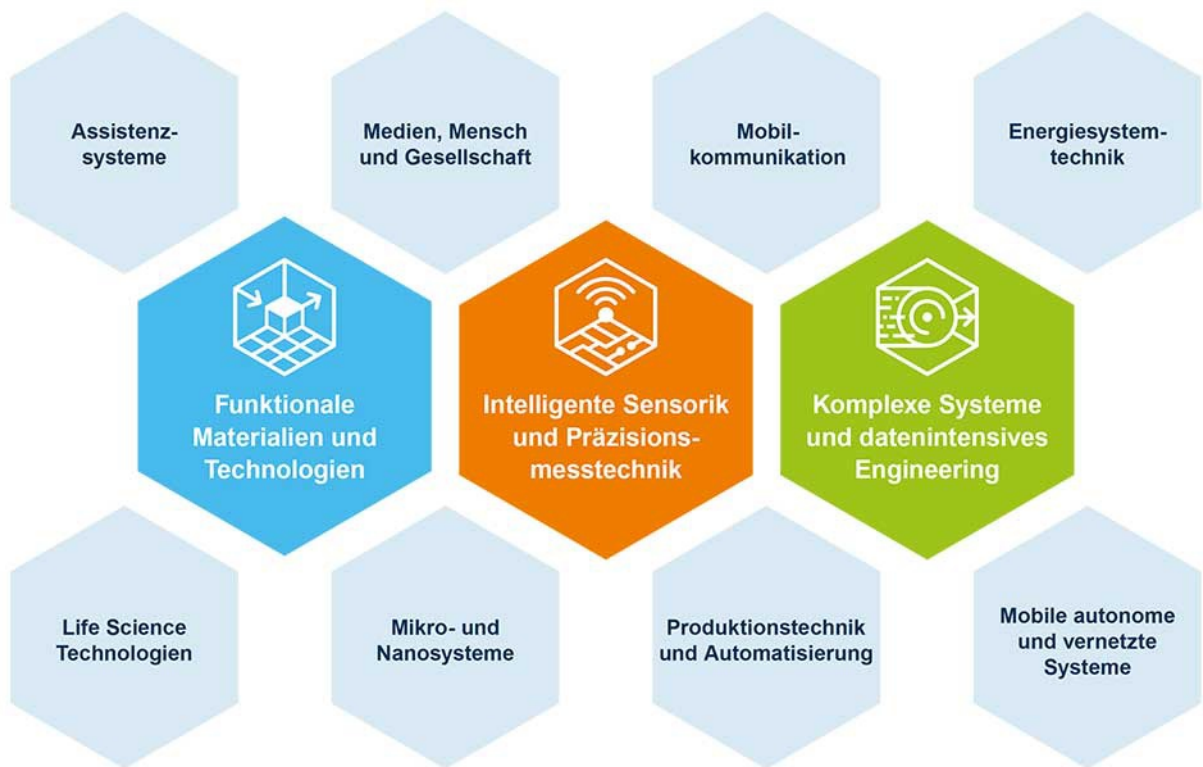 Assistenz-
systeme
Medien, Mensch
und Gesellschaft
Mobil-
kommunikation
Energiesystem-
technik
Funktionale
Materialien und
Technologien
Intelligente Sensorik
und Präzisions-
messtechnik
Komplexe Systeme
und datenintensives
Engineering
Life Science
Technologien
Mikro- und
Nanosysteme
Produktionstechnik
und Automatisierung
Mobile autonome
und vernetzte
Systeme